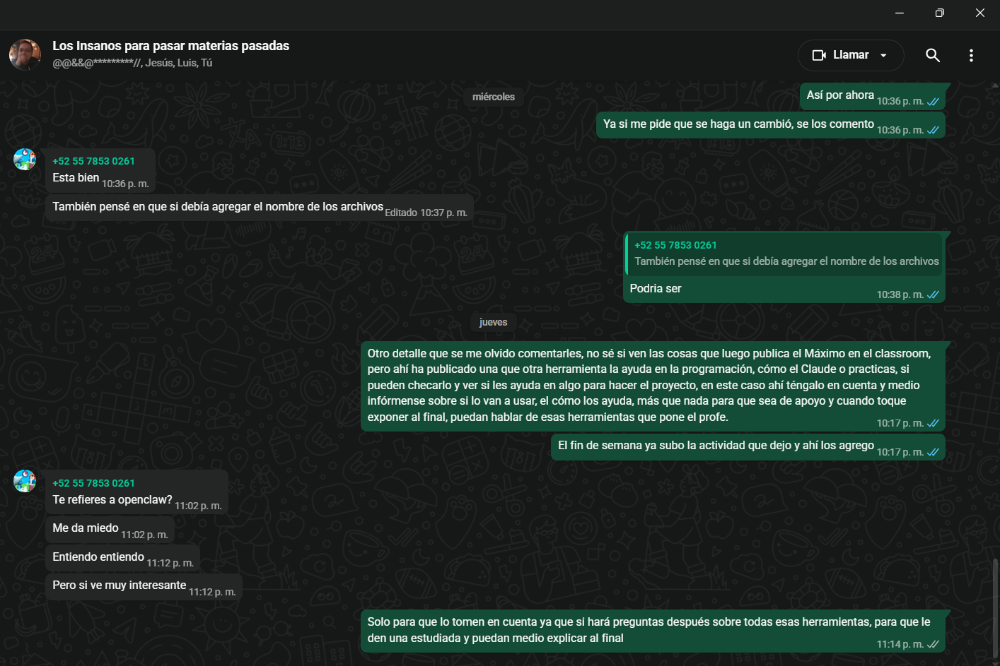 Los Insanos para pasar materias pasadas
@@&&@*********//, Jesús, Luis, Tú
Llamar
miércoles
Así por ahora 10:36 p. m.
Ya si me pide que se haga un cambió, se los comento 10:36 p. m.
+52 55 7853 0261
Esta bien 10:36 p. m.
También pensé en que si debía agregar el nombre de los archivos Editado 10:37 p. m.
+52 55 7853 0261
También pensé en que si debía agregar el nombre de los archivos
Podria ser
10:38 p. m.
jueves
Otro detalle que se me olvido comentarles, no sé si ven las cosas que luego publica el Máximo en el classroom,
pero ahí ha publicado una que otra herramienta la ayuda en la programación, cómo el Claude o practicas, si
pueden checarlo y ver si les ayuda en algo para hacer el proyecto, en este caso ahí téngalo en cuenta y medio
infórmense sobre si lo van a usar, el cómo los ayuda, más que nada para que sea de apoyo y cuando toque
exponer al final, puedan hablar de esas herramientas que pone el profe.
10:17 p. m.
El fin de semana ya subo la actividad que dejo y ahí los agrego 10:17 p. m.
+52 55 7853 0261
Te refieres a openclaw? 11:02 p. m.
Me da miedo 11:02 p. m.
Entiendo entiendo 11:12 p. m.
Pero si ve muy interesante 11:12 p. m.
Solo para que lo tomen en cuenta ya que si hará preguntas después sobre todas esas herramientas, para que le
den una estudiada y puedan medio explicar al final
11:14 p. m.